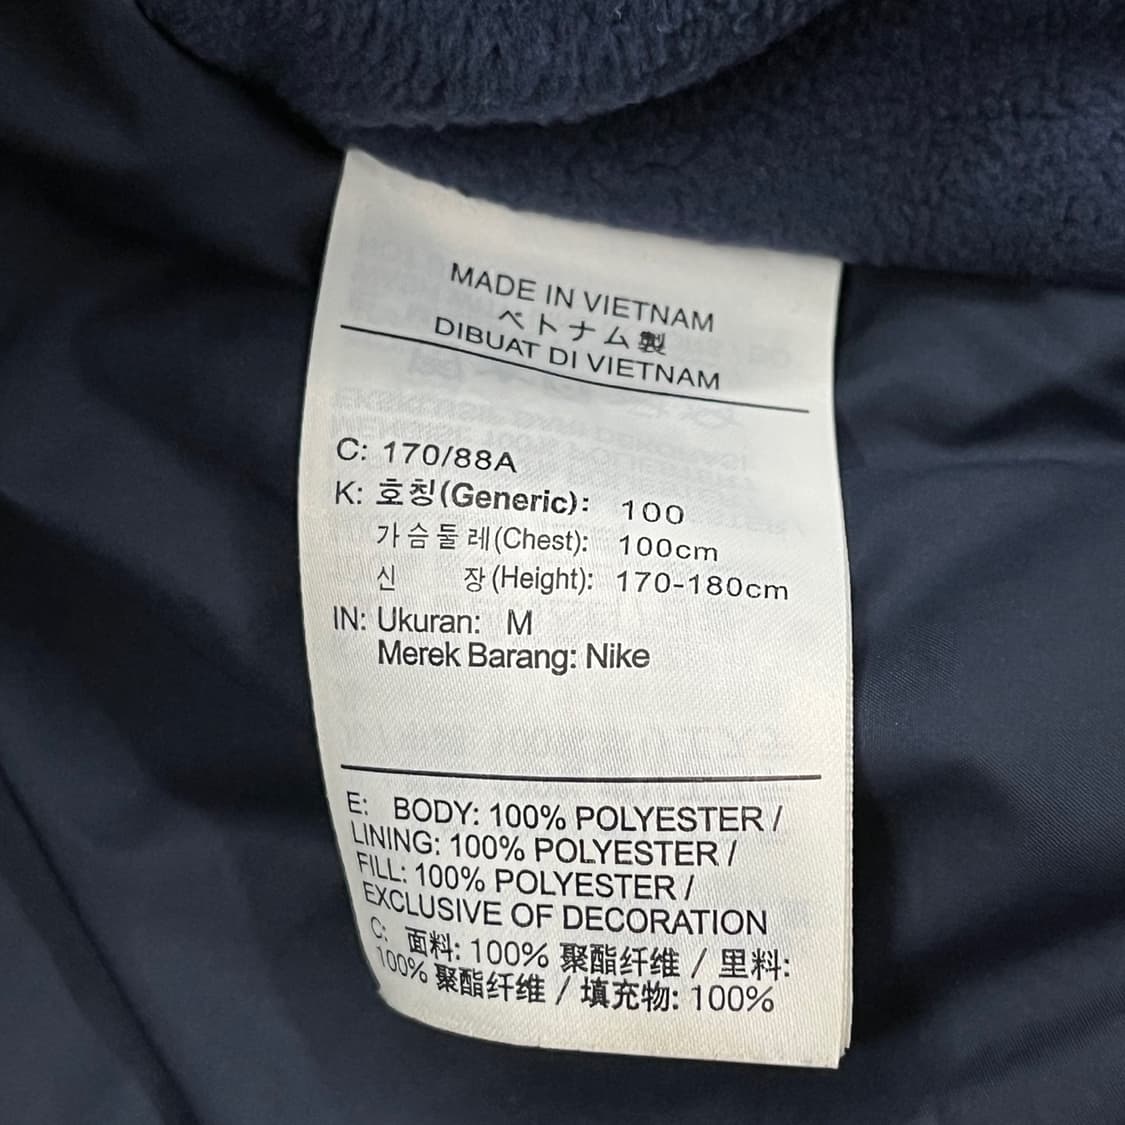 MADE IN VIETNAM
ベトナム製
DIBUAT DI VIETNAM
C: 170/88A
K: 호칭(Generic): 100
가슴둘레(Chest): 100cm
신 장(Height): 170-180cm
IN: Ukuran: M
Merek Barang: Nike
E: BODY: 100% POLYESTER /
LINING: 100% POLYESTER /
FILL: 100% POLYESTER /
EXCLUSIVE OF DECORATION
C: 面料: 100% 聚酯纤维 / 里料:
100% 聚酯纤维 / 填充物: 100%